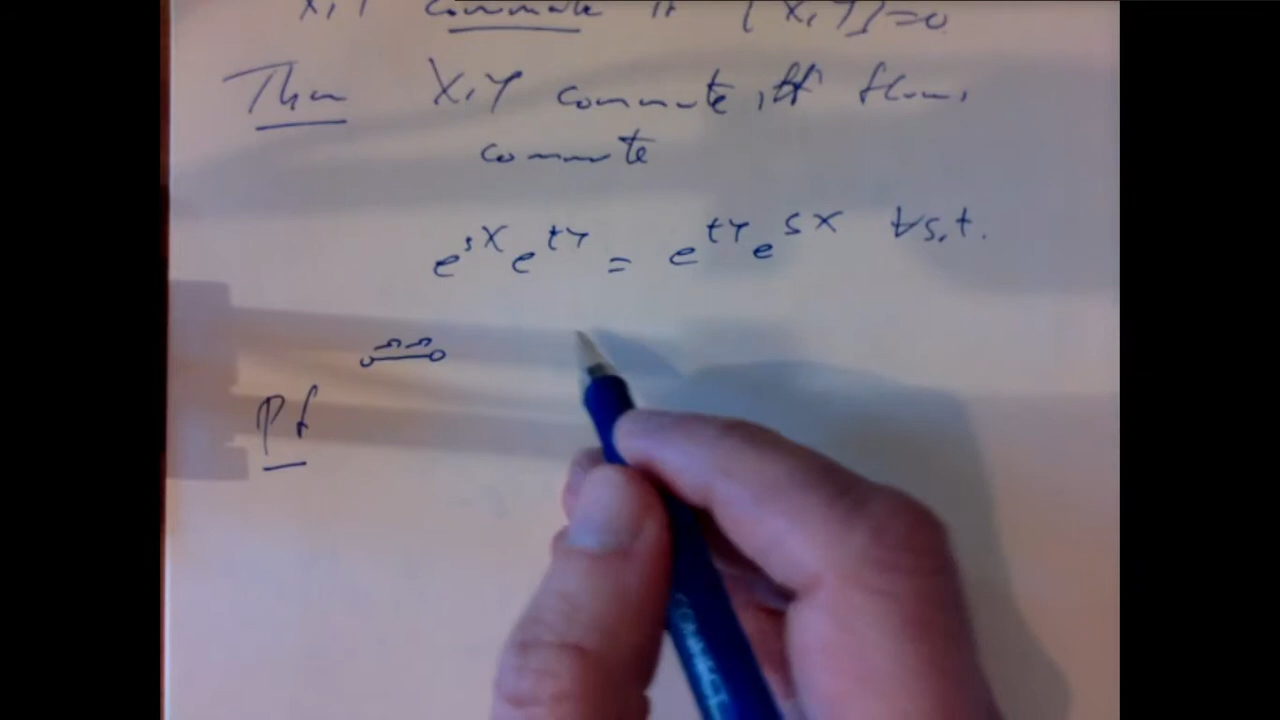 X, Y commute if [X, Y]=0
Thm X, Y commute iff flows
commute
e^{sX} e^{tY} = e^{tY} e^{sX} ∀s,t.
Pf